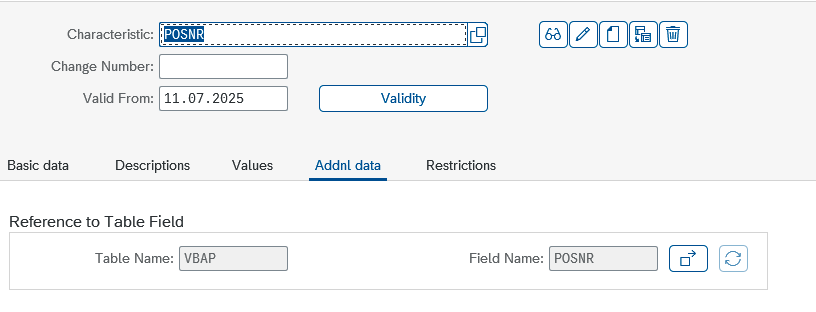 Characteristic: POSNR
Change Number:
Valid From: 11.07.2025 Validity
Basic data Descriptions Values Addnl data Restrictions
Reference to Table Field
Table Name: VBAP Field Name: POSNR